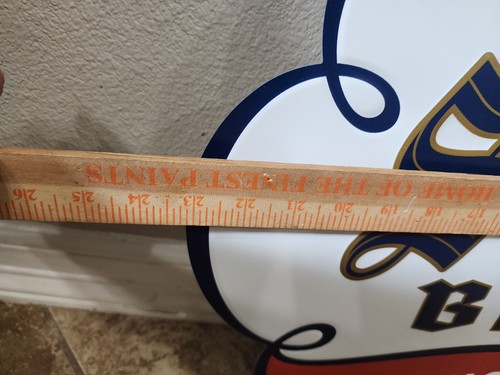 HOME OF THE FINEST PAINTS
26 25 24 23 22 21 20 19 18 17
B